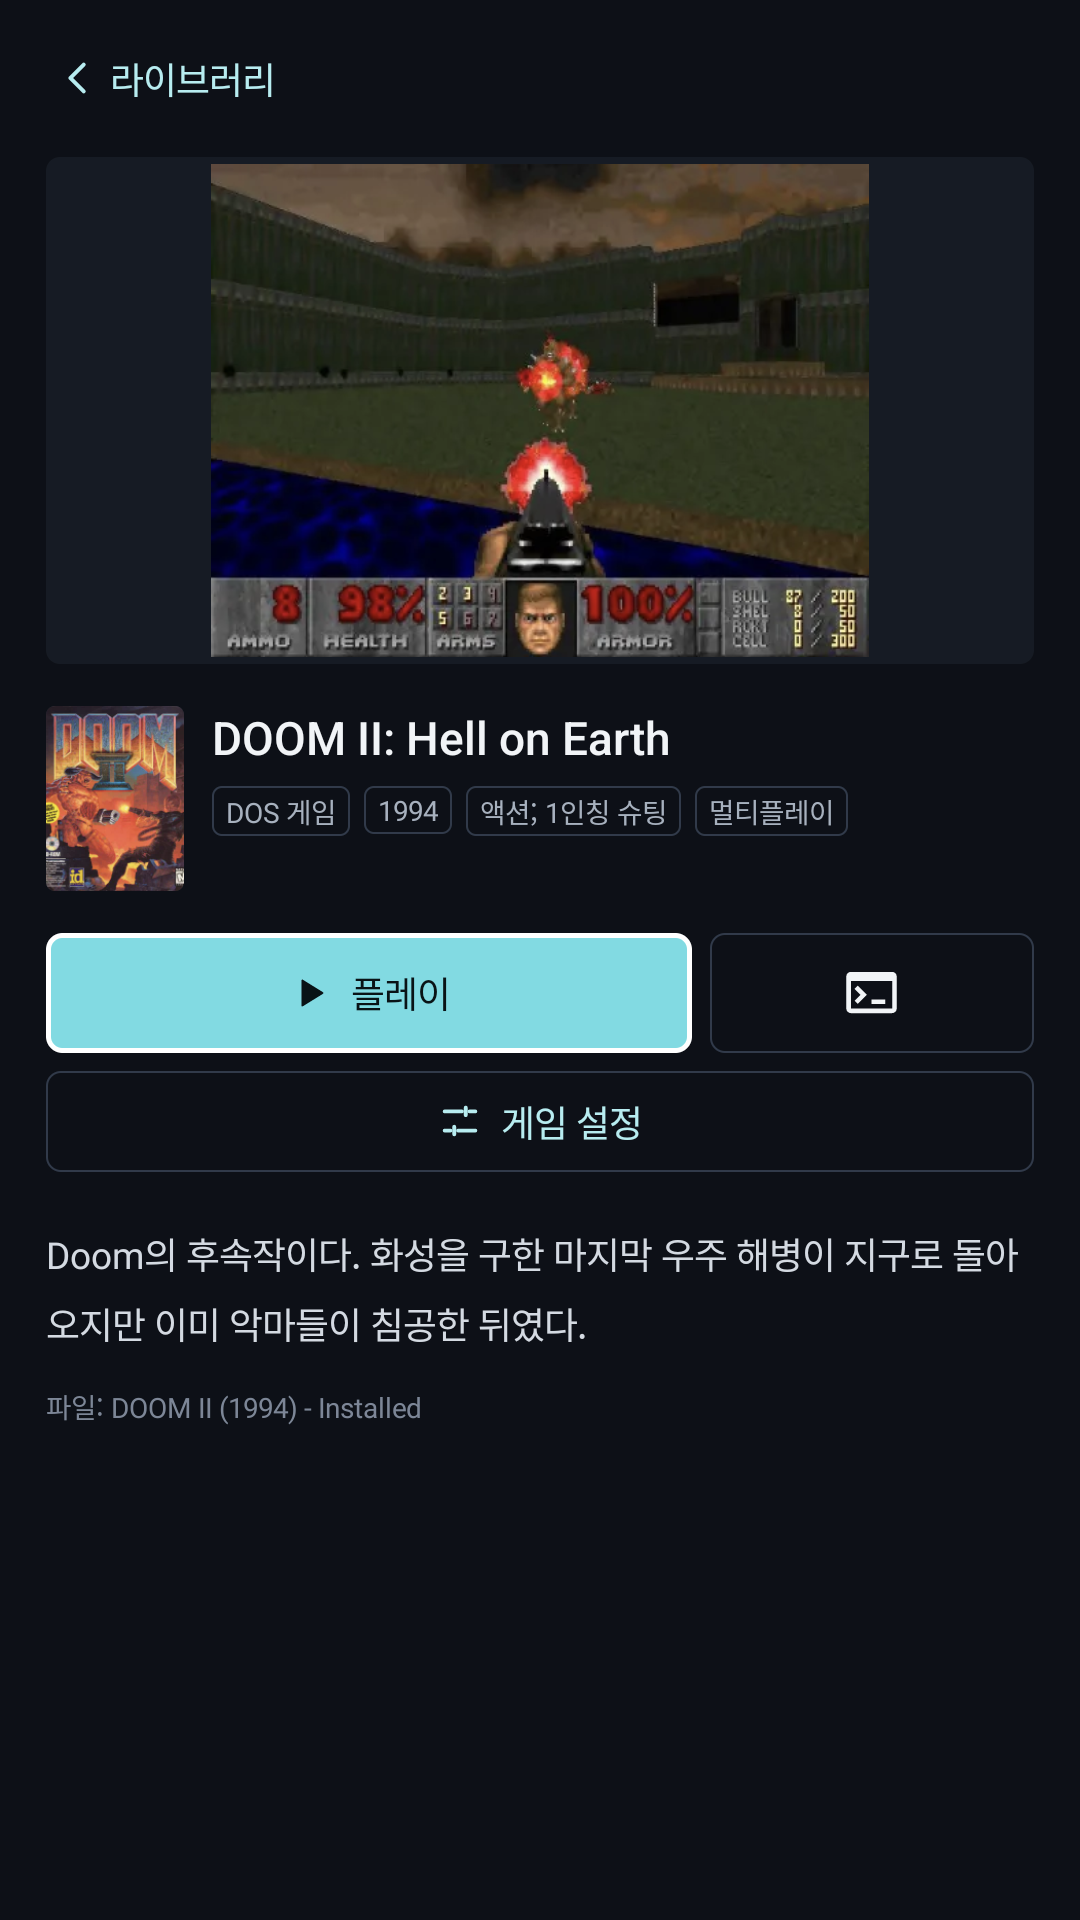 라이브러리
8 98% 2 3 4 100% BULL 87 / 200
5 6 7 SHEL 8 / 50
RCKT 0 / 50
AMMO HEALTH ARMS ARMOR CELL 0 / 300
DOOM II
id
DOOM II: Hell on Earth
DOS 게임 1994 액션; 1인칭 슈팅 멀티플레이
플레이
게임 설정
Doom의 후속작이다. 화성을 구한 마지막 우주 해병이 지구로 돌아
오지만 이미 악마들이 침공한 뒤였다.
파일: DOOM II (1994) - Installed